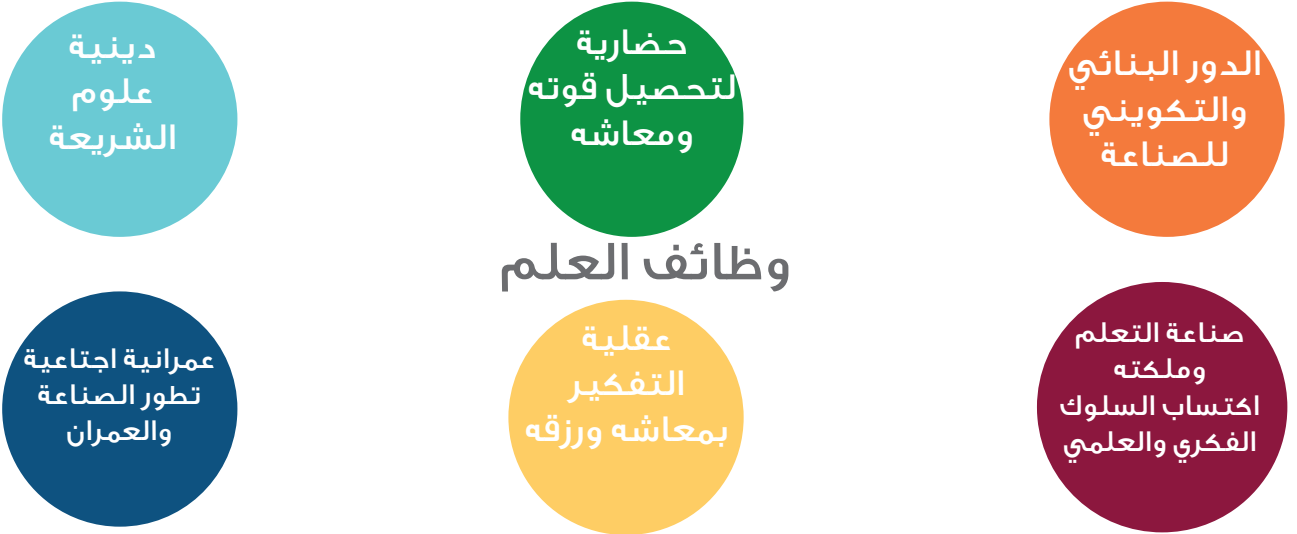 الدور البنائي
والتكويني
للصناعة
حضارية
لتحصيل قوته
ومعاشه
دينية
علوم
الشريعة
وظائف العلم
صناعة التعلم
وملكته
اكتساب السلوك
الفكري والعلمي
عقلية
التفكير
بمعاشه ورزقه
عمرانية اجتاعية
تطور الصناعة
والعمران